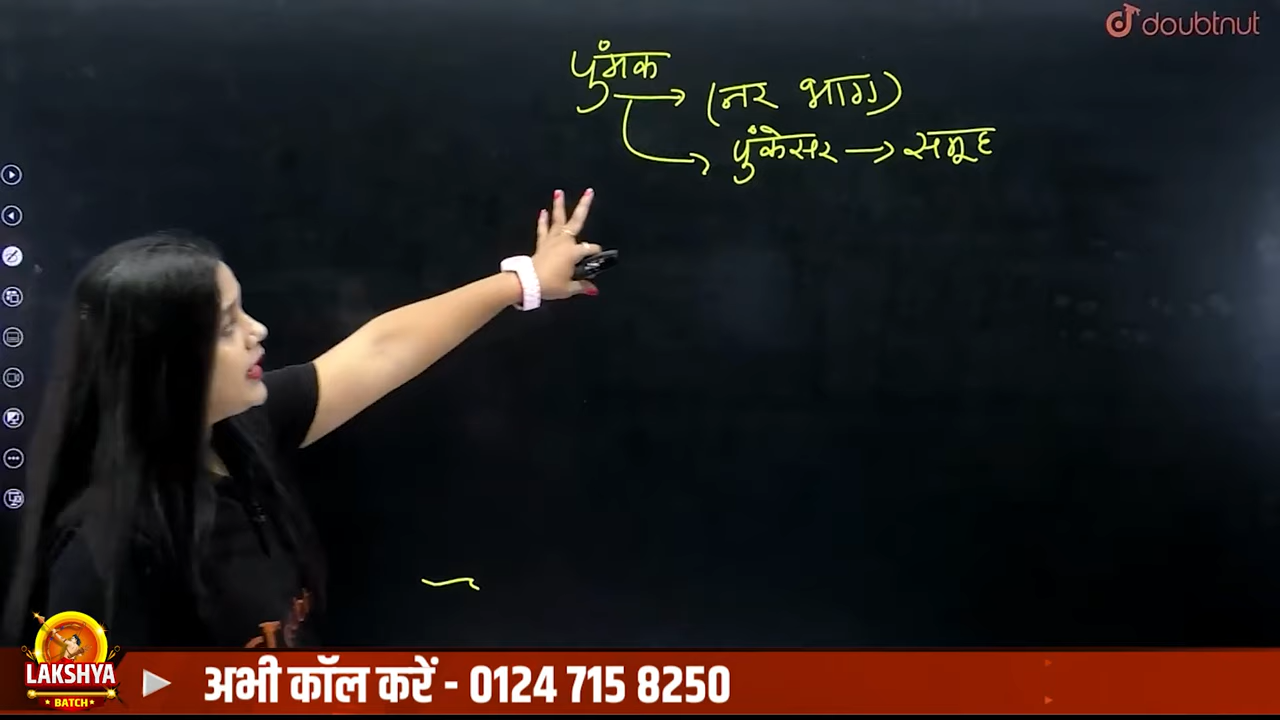 doubtnut
पुंमक
→ (नर भाग)
पुंकेसर → समूह
LAKSHYA
BATCH
अभी कॉल करें - 0124 715 8250